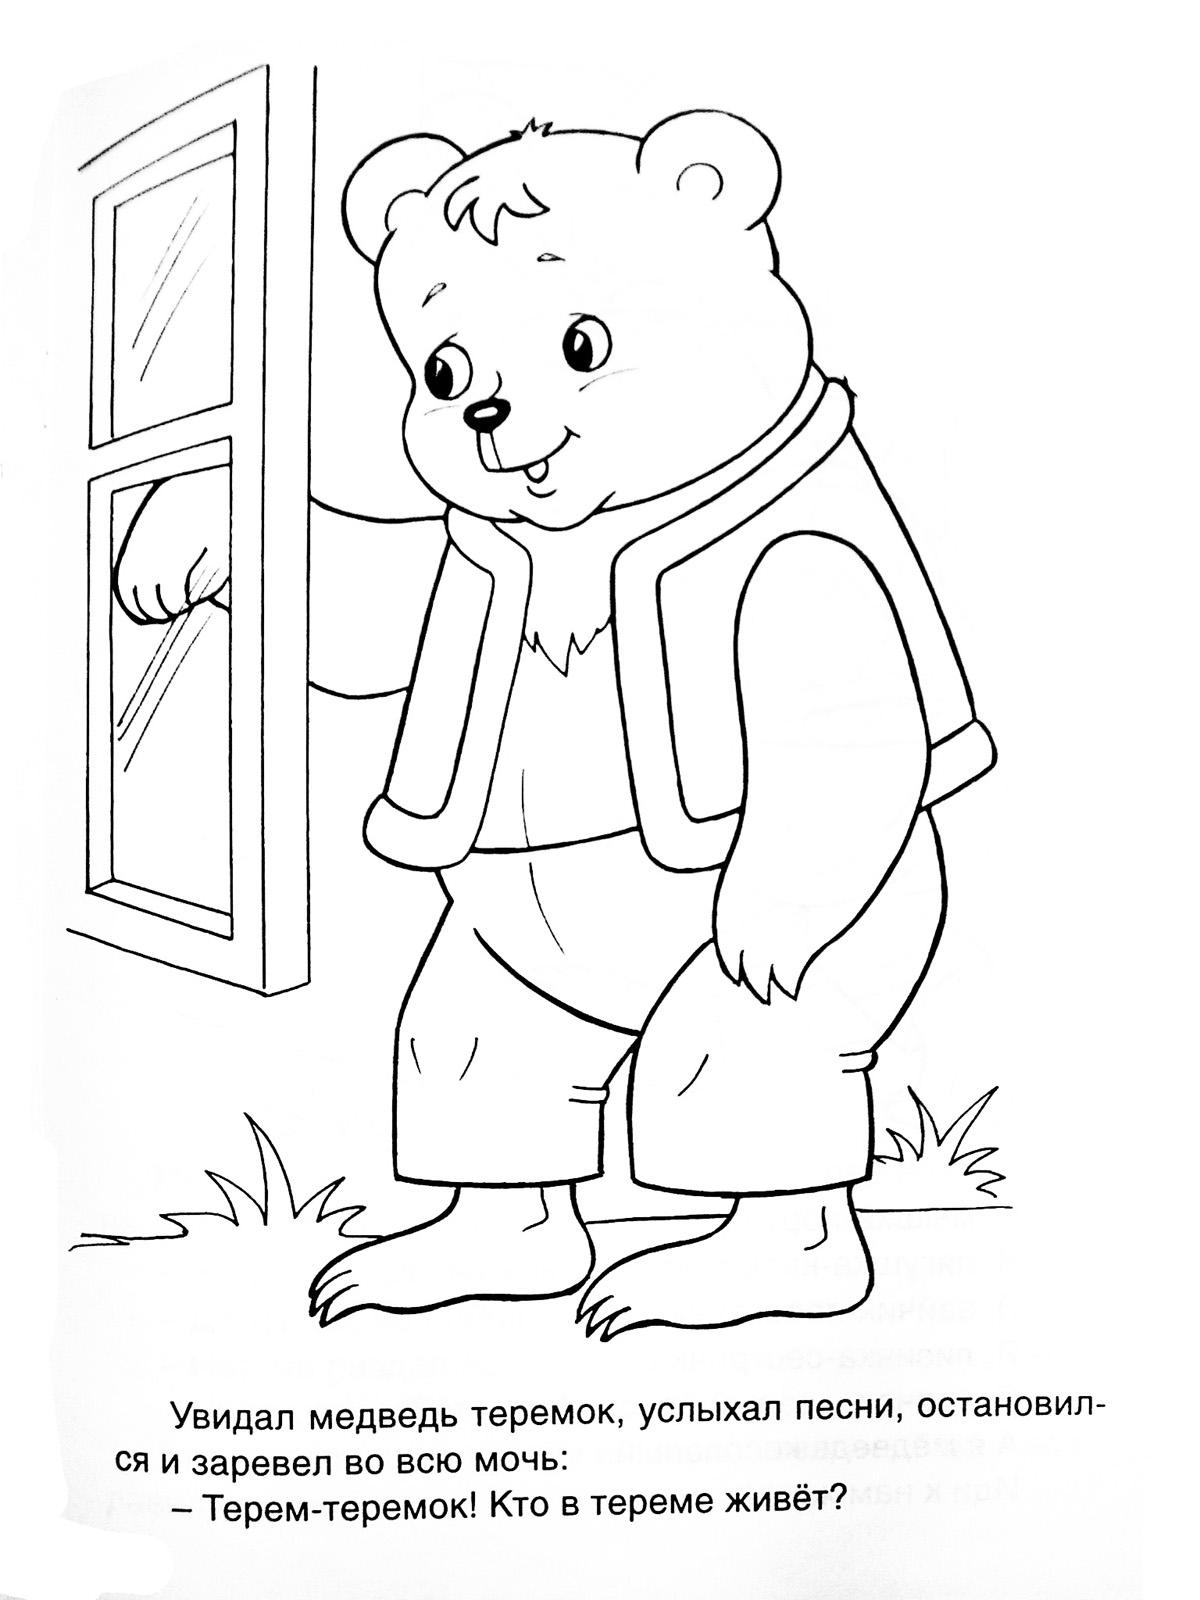 Увидал медведь теремок, услыхал песни, остановил-
ся и заревел во всю мочь:
– Терем-теремок! Кто в тереме живёт?